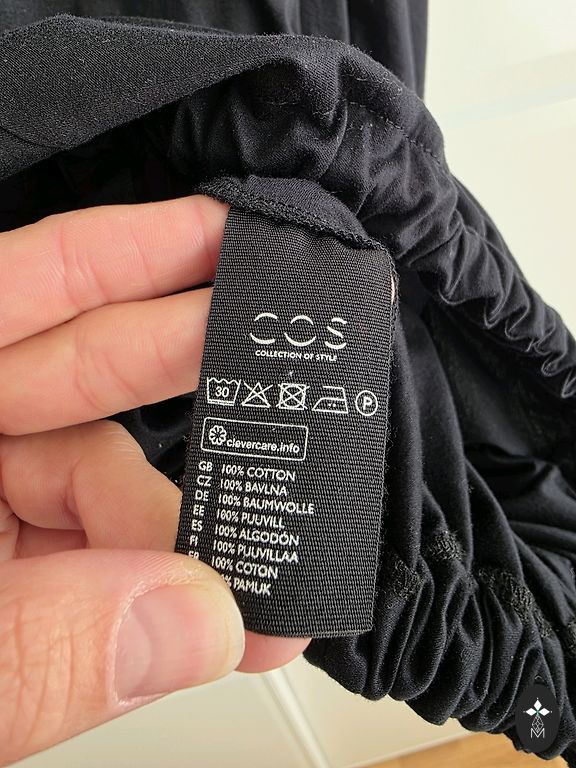 COS
COLLECTION OF STYLE
30 P
clevercare.info
GB 100% COTTON
CZ 100% BAVLNA
DE 100% BAUMWOLLE
EE 100% PUUVILL
ES 100% ALGODÓN
FI 100% PUUVILLAA
FR 100% COTON
PAMUK
M